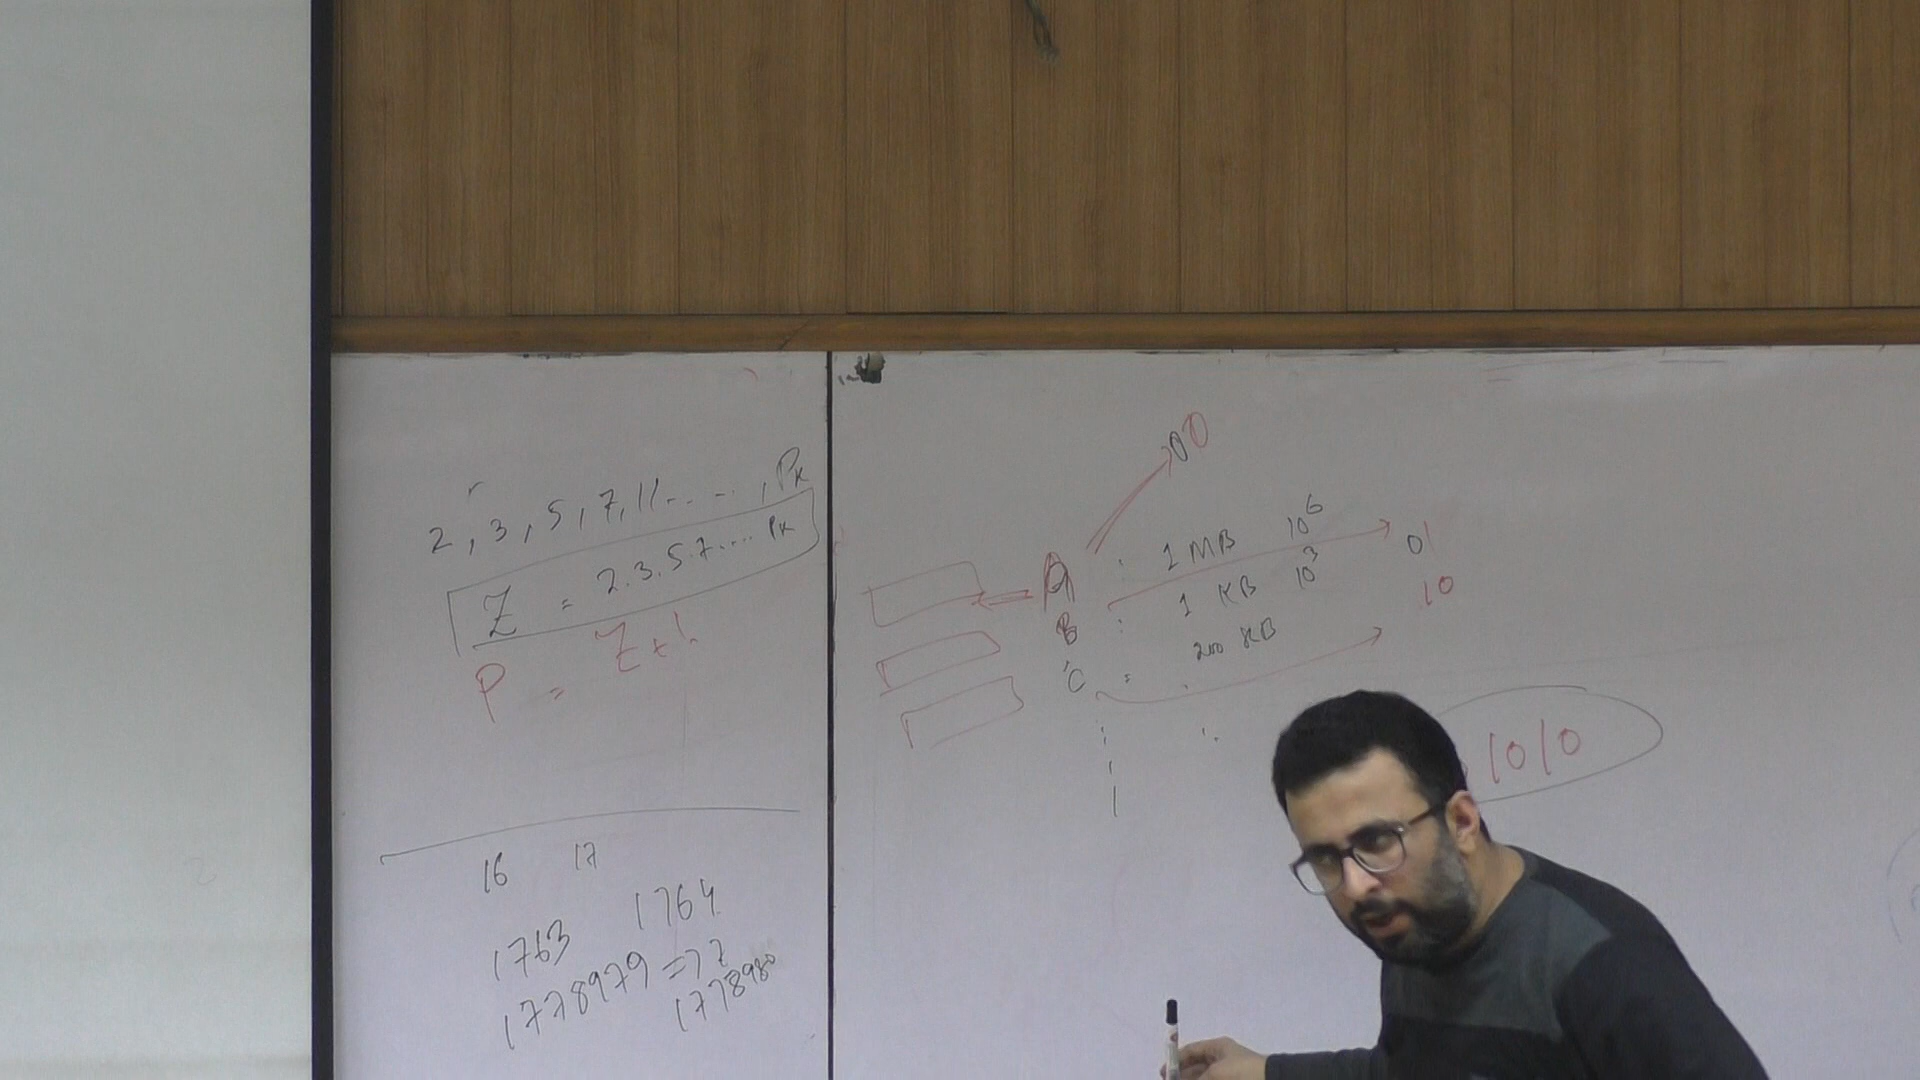 2, 3, 5, 7, 11 - - . - - . , Pk
Z = 2.3.5.7.... Pk
P = Z+1.
16 17
1763 1764
1778979 => Z
1778980
00
A : 1 MB 10^6 01
B : 1 KB 10^3 10
C : 200 KB
1010